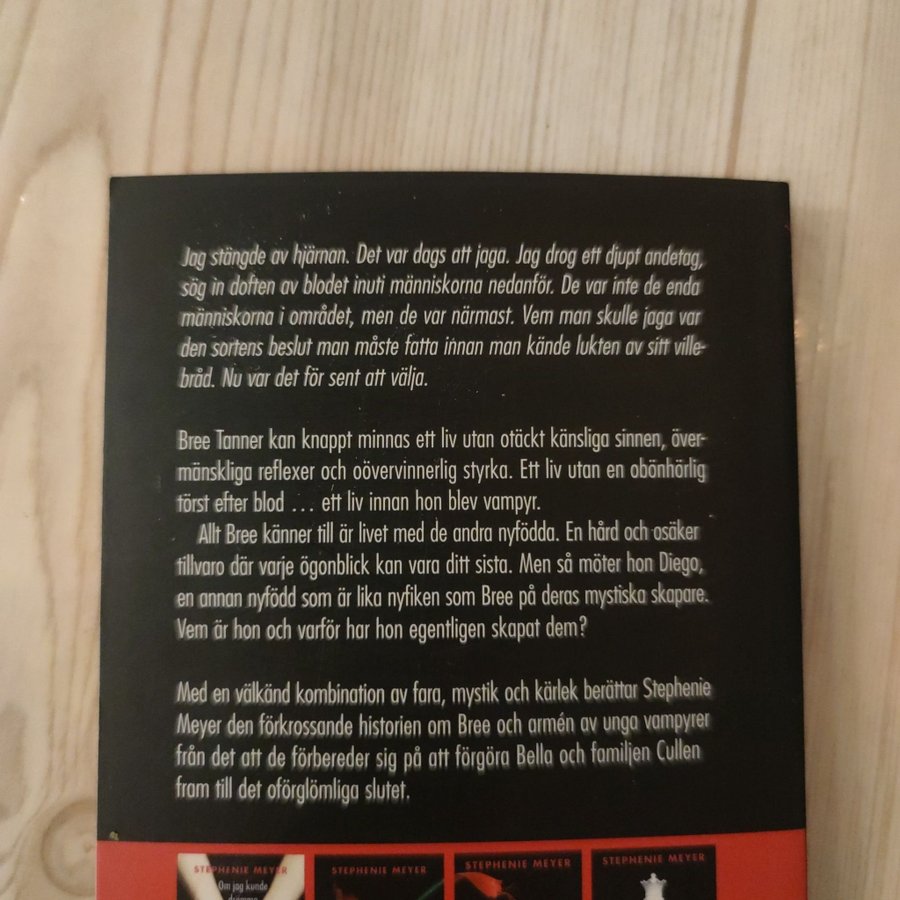 Jag stängde av hjärnan. Det var dags att jaga. Jag drog ett djupt andetag,
sög in doften av blodet inuti människorna nedanför. De var inte de enda
människorna i området, men de var närmast. Vem man skulle jaga var
den sortens beslut man måste fatta innan man kände lukten av sitt ville-
bråd. Nu var det för sent att välja.
Bree Tanner kan knappt minnas ett liv utan otäckt känsliga sinnen, över-
mänskliga reflexer och oövervinnerlig styrka. Ett liv utan en obönhörlig
törst efter blod ... ett liv innan hon blev vampyr.
Allt Bree känner till är livet med de andra nyfödda. En hård och osäker
tillvaro där varje ögonblick kan vara ditt sista. Men så möter hon Diego,
en annan nyfödd som är lika nyfiken som Bree på deras mystiska skapare.
Vem är hon och varför har hon egentligen skapat dem?
Med en välkänd kombination av fara, mystik och kärlek berättar Stephenie
Meyer den förkrossande historien om Bree och armén av unga vampyrer
från det att de förbereder sig på att förgöra Bella och familjen Cullen
fram till det oförglömliga slutet.
STEPHENIE MEYER STEPHENIE MEYER STEPHENIE MEYER STEPHENIE MEYER
Om jag kunde